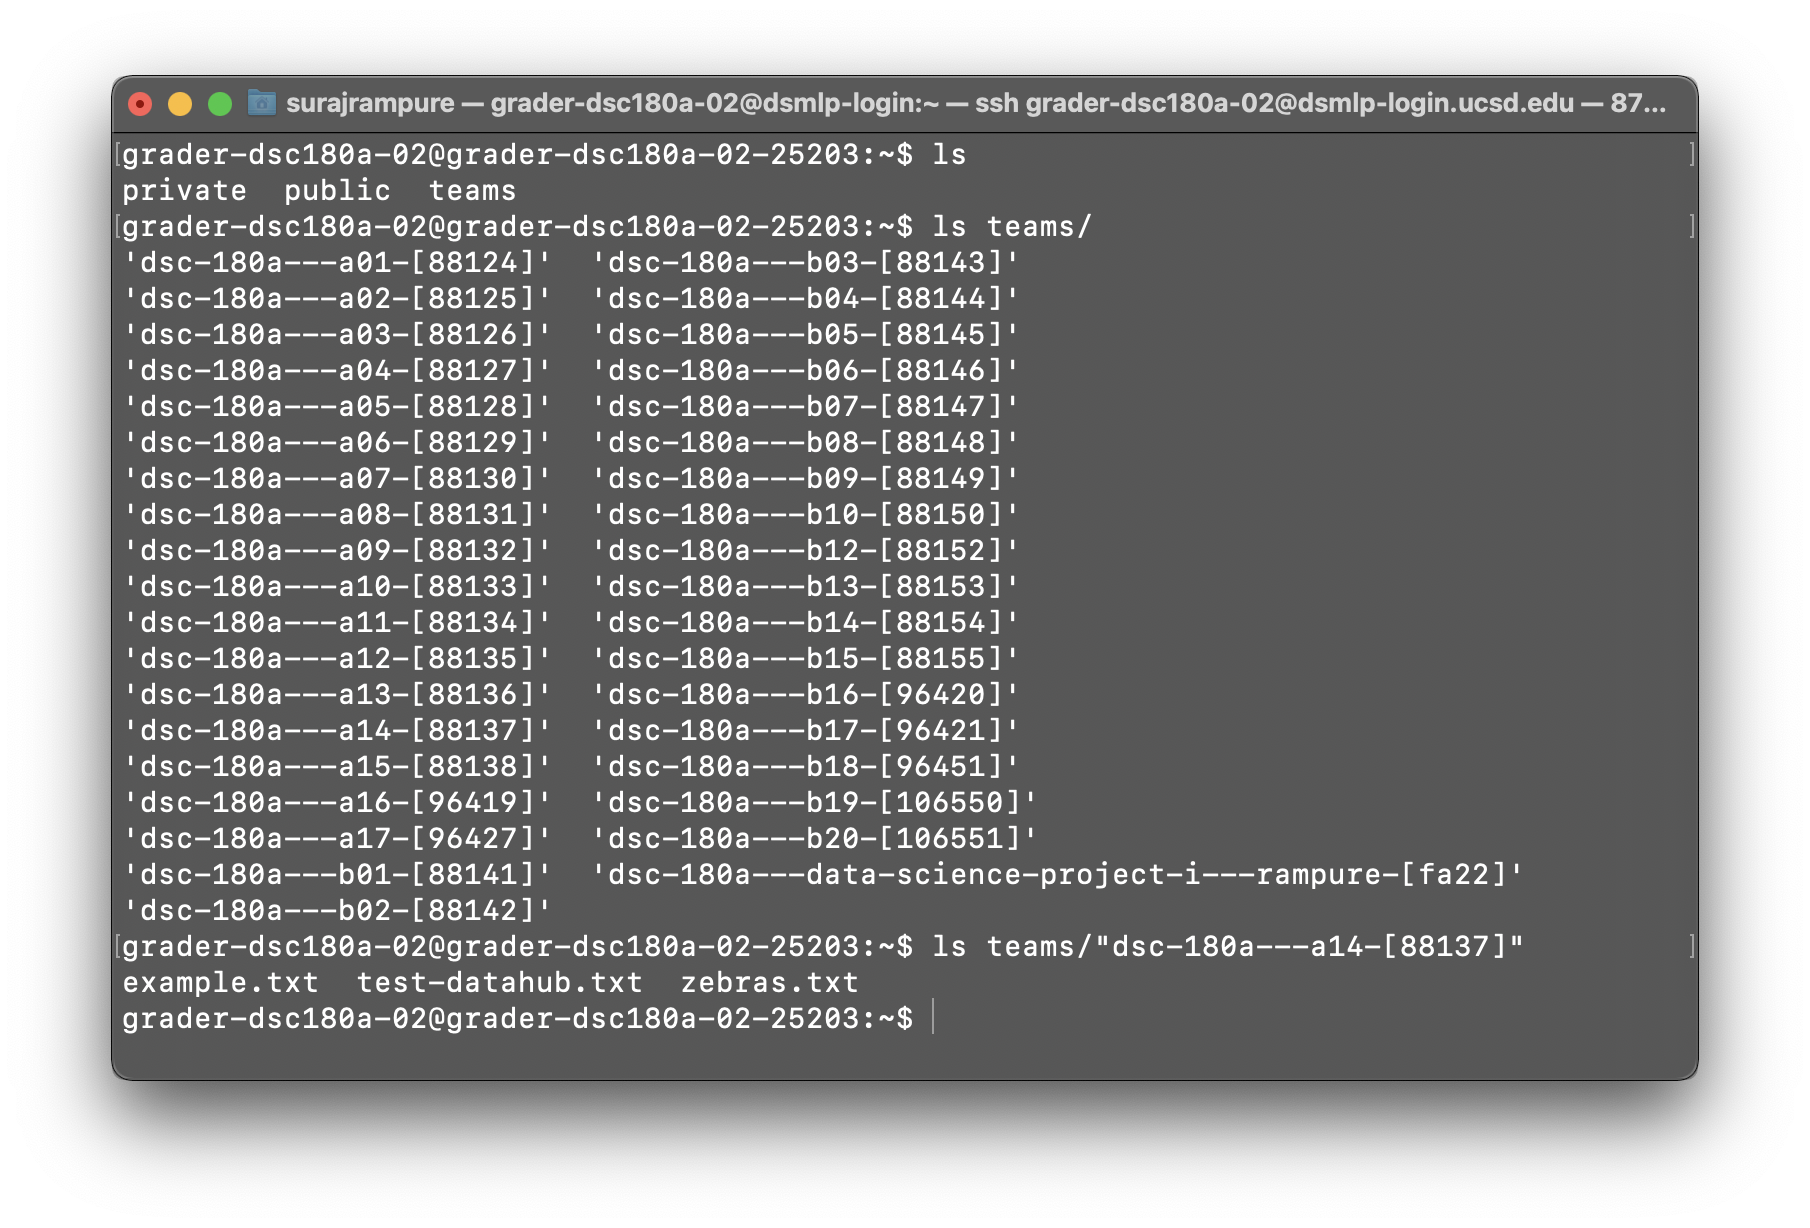 surajrampure — grader-dsc180a-02@dsmlp-login:~ — ssh grader-dsc180a-02@dsmlp-login.ucsd.edu — 87...
[grader-dsc180a-02@grader-dsc180a-02-25203:~$ ls ]
private  public  teams
[grader-dsc180a-02@grader-dsc180a-02-25203:~$ ls teams/ ]
'dsc-180a---a01-[88124]'  'dsc-180a---b03-[88143]'
'dsc-180a---a02-[88125]'  'dsc-180a---b04-[88144]'
'dsc-180a---a03-[88126]'  'dsc-180a---b05-[88145]'
'dsc-180a---a04-[88127]'  'dsc-180a---b06-[88146]'
'dsc-180a---a05-[88128]'  'dsc-180a---b07-[88147]'
'dsc-180a---a06-[88129]'  'dsc-180a---b08-[88148]'
'dsc-180a---a07-[88130]'  'dsc-180a---b09-[88149]'
'dsc-180a---a08-[88131]'  'dsc-180a---b10-[88150]'
'dsc-180a---a09-[88132]'  'dsc-180a---b12-[88152]'
'dsc-180a---a10-[88133]'  'dsc-180a---b13-[88153]'
'dsc-180a---a11-[88134]'  'dsc-180a---b14-[88154]'
'dsc-180a---a12-[88135]'  'dsc-180a---b15-[88155]'
'dsc-180a---a13-[88136]'  'dsc-180a---b16-[96420]'
'dsc-180a---a14-[88137]'  'dsc-180a---b17-[96421]'
'dsc-180a---a15-[88138]'  'dsc-180a---b18-[96451]'
'dsc-180a---a16-[96419]'  'dsc-180a---b19-[106550]'
'dsc-180a---a17-[96427]'  'dsc-180a---b20-[106551]'
'dsc-180a---b01-[88141]'  'dsc-180a---data-science-project-i---rampure-[fa22]'
'dsc-180a---b02-[88142]'
[grader-dsc180a-02@grader-dsc180a-02-25203:~$ ls teams/"dsc-180a---a14-[88137]" ]
example.txt  test-datahub.txt  zebras.txt
grader-dsc180a-02@grader-dsc180a-02-25203:~$